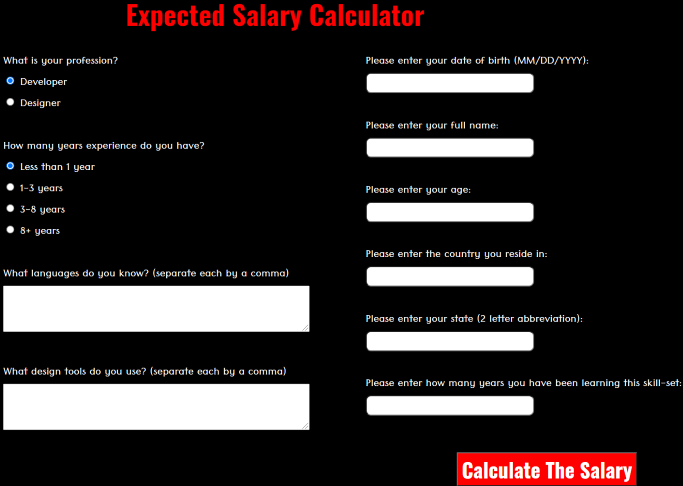 Expected Salary Calculator
What is your profession?
Developer
Designer
How many years experience do you have?
Less than 1 year
1-3 years
3-8 years
8+ years
What languages do you know? (separate each by a comma)
What design tools do you use? (separate each by a comma)
Please enter your date of birth (MM/DD/YYYY):
Please enter your full name:
Please enter your age:
Please enter the country you reside in:
Please enter your state (2 letter abbreviation):
Please enter how many years you have been learning this skill-set:
Calculate The Salary